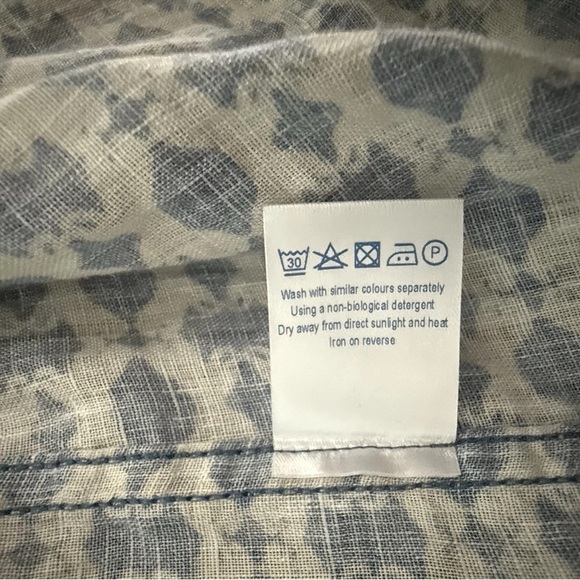 30 P
Wash with similar colours separately
Using a non-biological detergent
Dry away from direct sunlight and heat
Iron on reverse